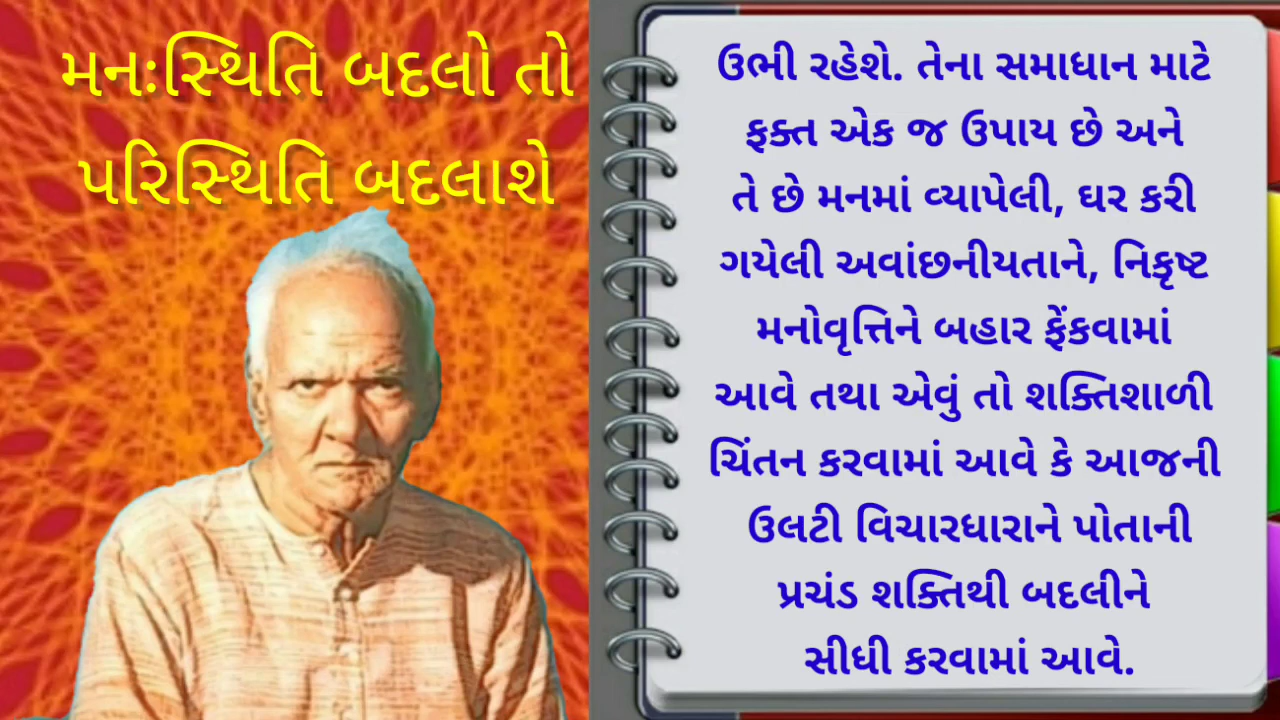 મનઃસ્થિતિ બદલો તો
પરિસ્થિતિ બદલાશે
ઉભી રહેશે. તેના સમાધાન માટે
ફક્ત એક જ ઉપાય છે અને
તે છે મનમાં વ્યાપેલી, ઘર કરી
ગયેલી અવાંછનીયતાને, નિકૃષ્ટ
મનોવૃત્તિને બહાર ફેંકવામાં
આવે તથા એવું તો શક્તિશાળી
ચિંતન કરવામાં આવે કે આજની
ઉલટી વિચારધારાને પોતાની
પ્રચંડ શક્તિથી બદલીને
સીધી કરવામાં આવે.